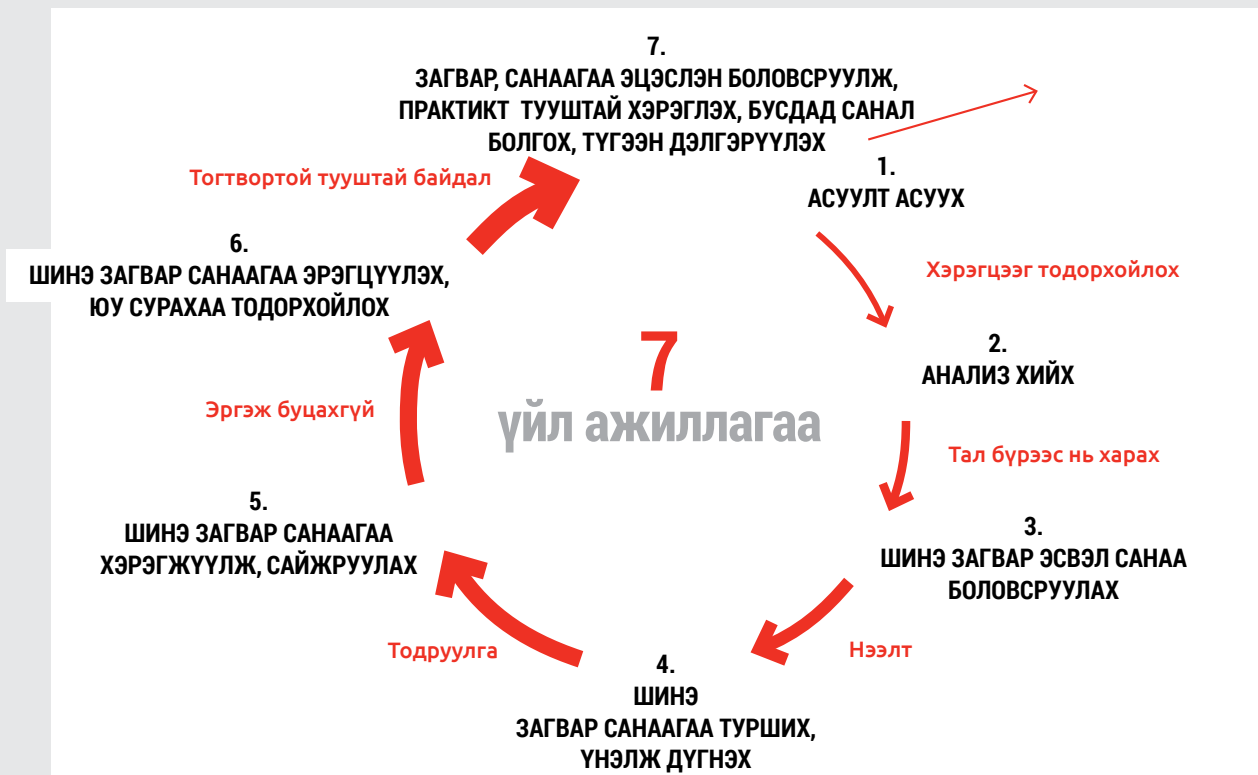 7.
ЗАГВАР, САНААГАА ЭЦЭСЛЭН БОЛОВСРУУЛЖ,
ПРАКТИКТ ТУУШТАЙ ХЭРЭГЛЭХ, БУСДАД САНАЛ
БОЛГОХ, ТҮГЭЭН ДЭЛГЭРҮҮЛЭХ
1.
АСУУЛТ АСУУХ
Хэрэгцээг тодорхойлох
2.
АНАЛИЗ ХИЙХ
Тал бүрээс нь харах
3.
ШИНЭ ЗАГВАР ЭСВЭЛ САНАА
БОЛОВСРУУЛАХ
Нээлт
4.
ШИНЭ
ЗАГВАР САНААГАА ТУРШИХ,
ҮНЭЛЖ ДҮГНЭХ
Тодруулга
5.
ШИНЭ ЗАГВАР САНААГАА
ХЭРЭГЖҮҮЛЖ, САЙЖРУУЛАХ
Эргэж буцахгүй
6.
ШИНЭ ЗАГВАР САНААГАА ЭРЭГЦҮҮЛЭХ,
ЮУ СУРАХАА ТОДОРХОЙЛОХ
Тогтвортой тууштай байдал
7
үйл ажиллагаа